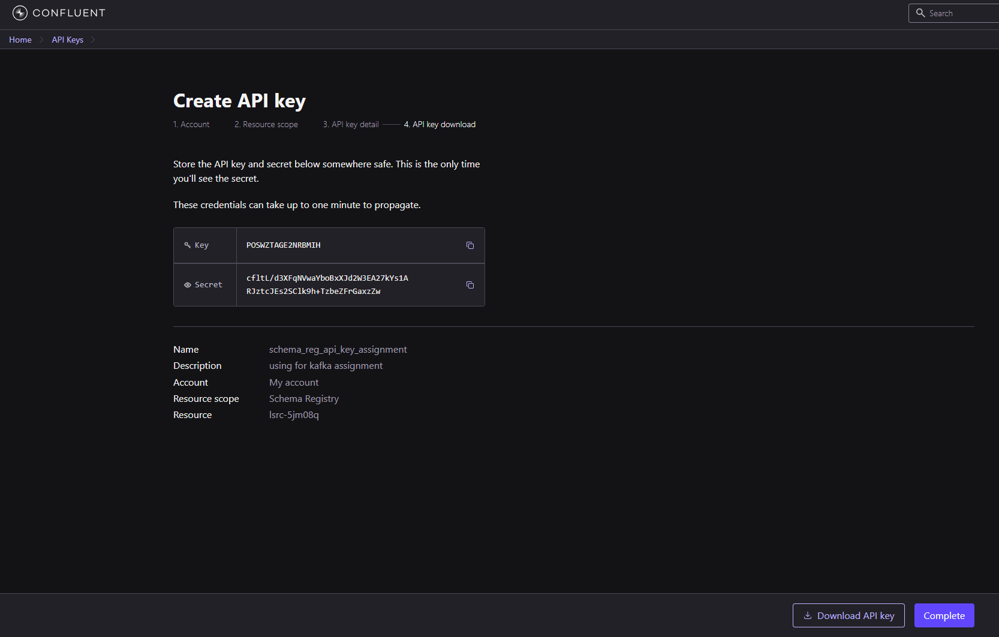 CONFLUENT
Search
Home
API Keys
Create API key
1. Account
2. Resource scope
3. API key detail
4. API key download
Store the API key and secret below somewhere safe. This is the only time
you'll see the secret.
These credentials can take up to one minute to propagate.
Key
POSWZTAGE2NRBMIH
Secret
cfltL/d3XFqNVwaYboBxXJd2W3EA27kYs1A
RJztcJEs2SClk9h+TzbeZFrGaxzZw
Name
schema_reg_api_key_assignment
Description
using for kafka assignment
Account
My account
Resource scope
Schema Registry
Resource
lsrc-5jm08q
Download API key
Complete